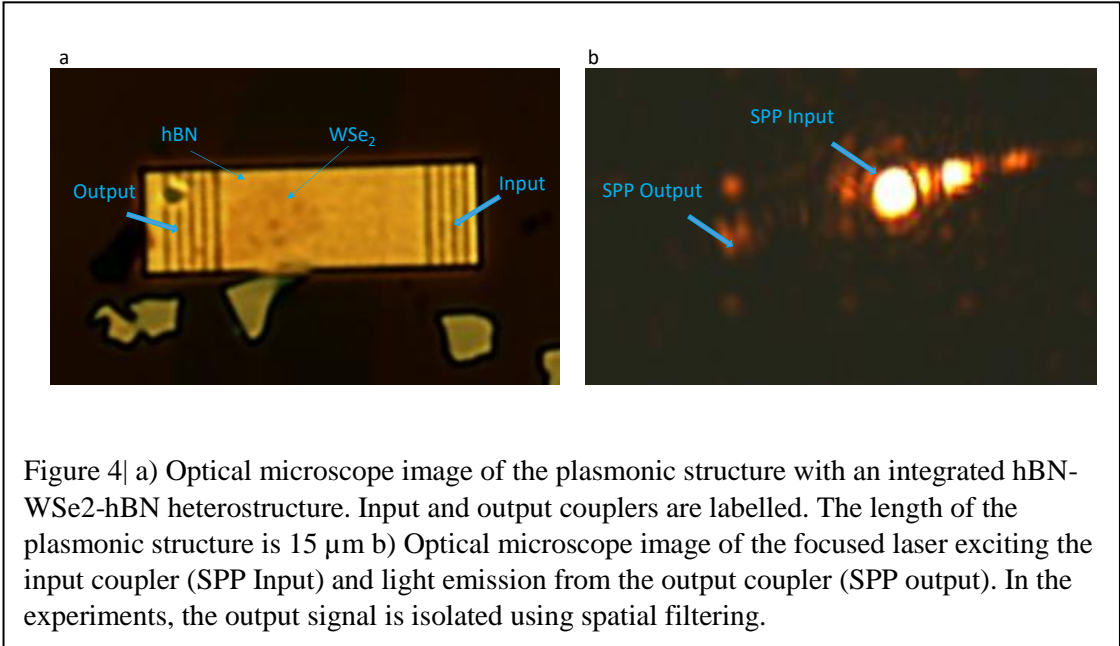 a
b
hBN
WSe₂
Output
Input
SPP Input
SPP Output
Figure 4| a) Optical microscope image of the plasmonic structure with an integrated hBN-
WSe2-hBN heterostructure. Input and output couplers are labelled. The length of the
plasmonic structure is 15 µm b) Optical microscope image of the focused laser exciting the
input coupler (SPP Input) and light emission from the output coupler (SPP output). In the
experiments, the output signal is isolated using spatial filtering.